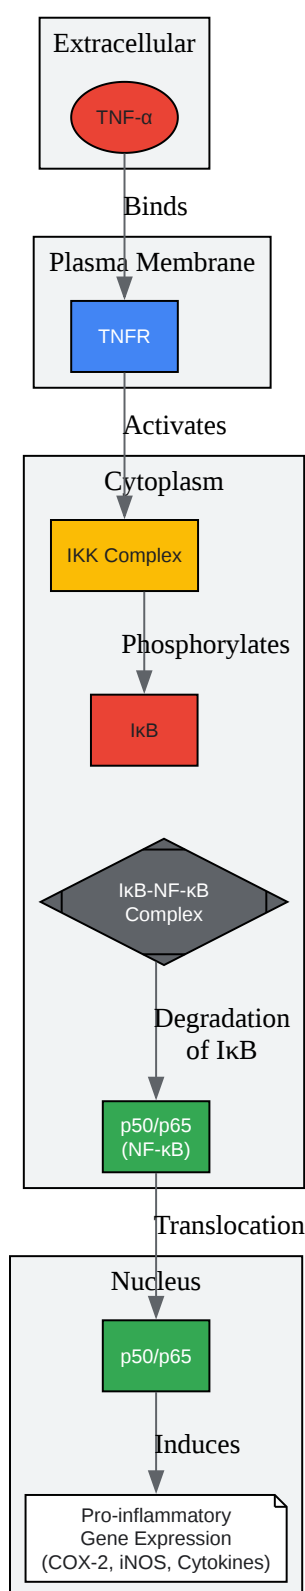 Extracellular
TNF-α
Binds
Plasma Membrane
TNFR
Activates
Cytoplasm
IKK Complex
Phosphorylates
IκB
IκB-NF-κB
Complex
Degradation
of IκB
p50/p65
(NF-κB)
Translocation
Nucleus
p50/p65
Induces
Pro-inflammatory
Gene Expression
(COX-2, iNOS, Cytokines)